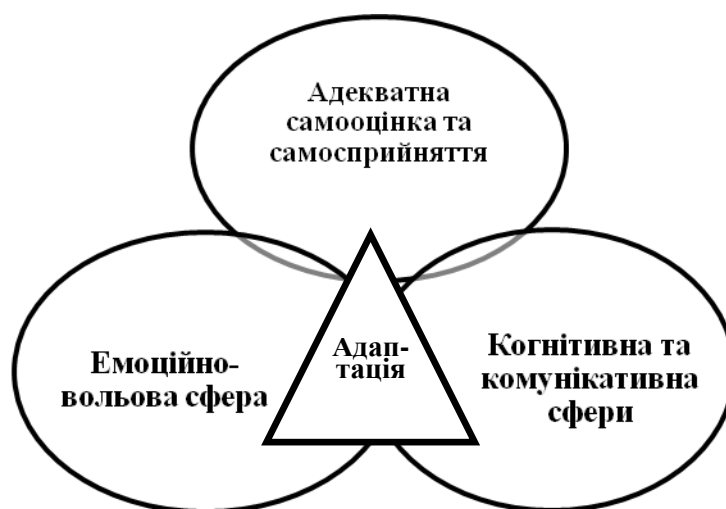 Адекватна
самооцінка та
самосприйняття
Емоційно-
вольова сфера
Адап-
тація
Когнітивна та
комунікативна
сфери